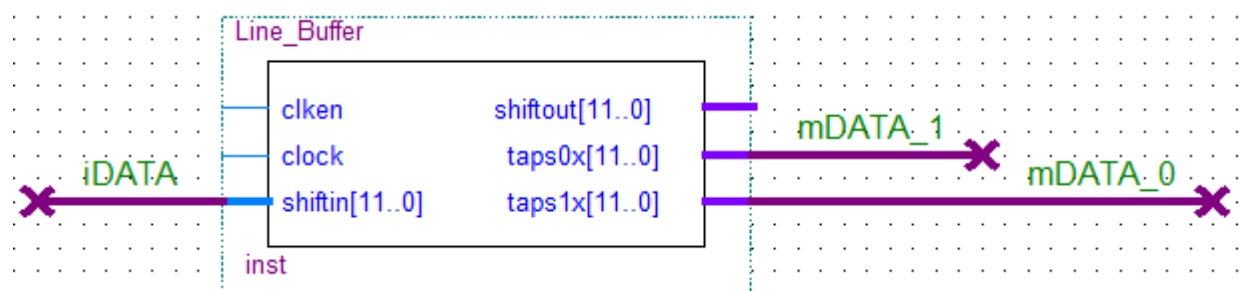 Line_Buffer
clken shiftout[11..0]
mDATA_1
clock taps0x[11..0]
iDATA
mDATA_0
shiftin[11..0] taps1x[11..0]
inst